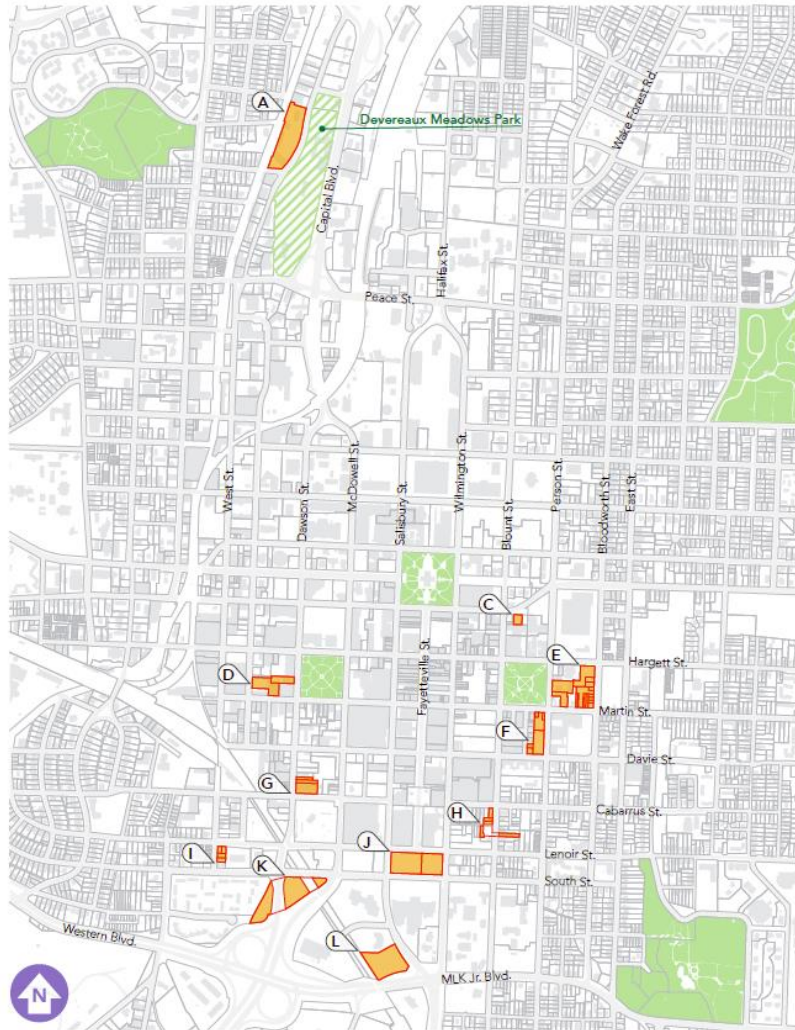 A
Devereaux Meadows Park
Wake Forest Rd.
Capital Blvd.
Halifax St.
Peace St.
West St.
Dawson St.
McDowell St.
Salisbury St.
Wilmington St.
Blount St.
Person St.
Bloodworth St.
East St.
C
Fayetteville St.
E
Hargett St.
D
Martin St.
F
Davie St.
G
Cabarrus St.
H
I
J
Lenoir St.
K
South St.
Western Blvd.
L
MLK Jr. Blvd.
N